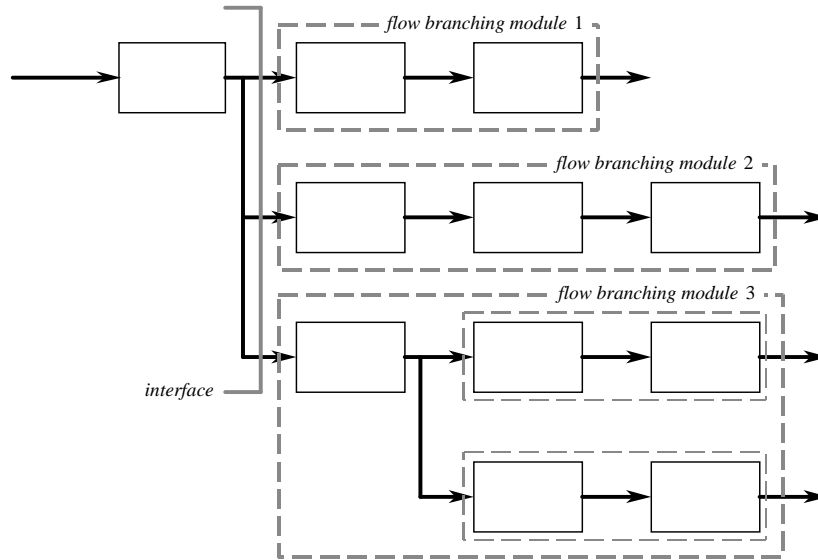 flow branching module 1
flow branching module 2
flow branching module 3
interface